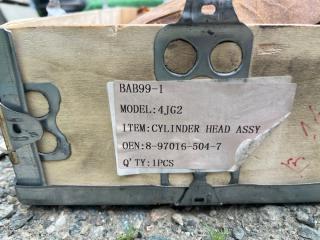 BAB99-1
MODEL:4JG2
ITEM:CYLINDER HEAD ASSY
OEN:8-97016-504-7
Q'TY:1PCS